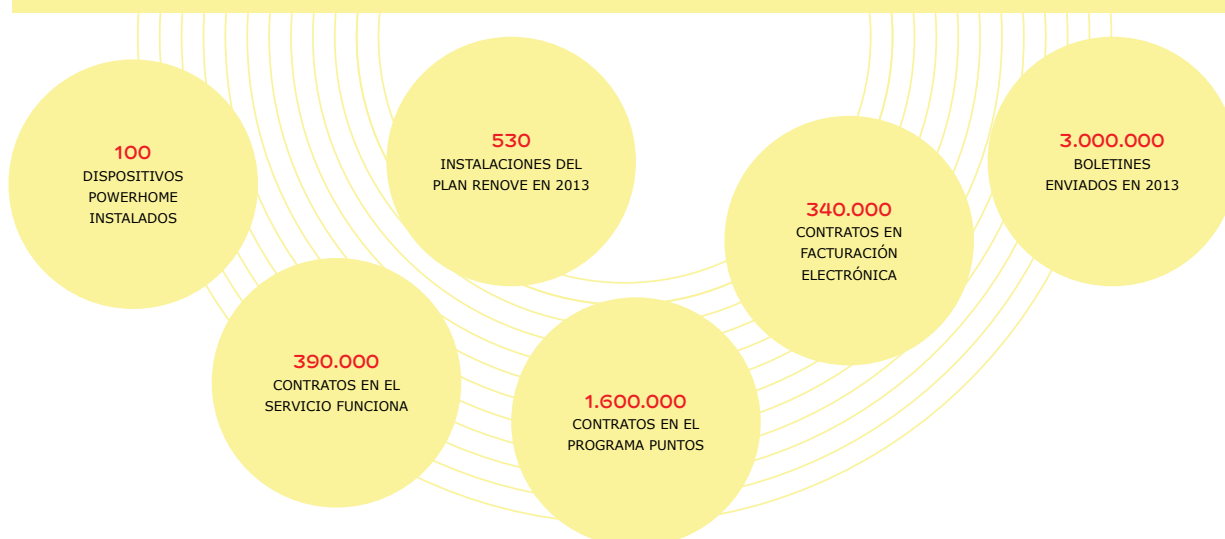 100
DISPOSITIVOS
POWERHOME
INSTALADOS
530
INSTALACIONES DEL
PLAN RENOVE EN 2013
3.000.000
BOLETINES
ENVIADOS EN 2013
340.000
CONTRATOS EN
FACTURACIÓN
ELECTRÓNICA
390.000
CONTRATOS EN EL
SERVICIO FUNCIONA
1.600.000
CONTRATOS EN EL
PROGRAMA PUNTOS